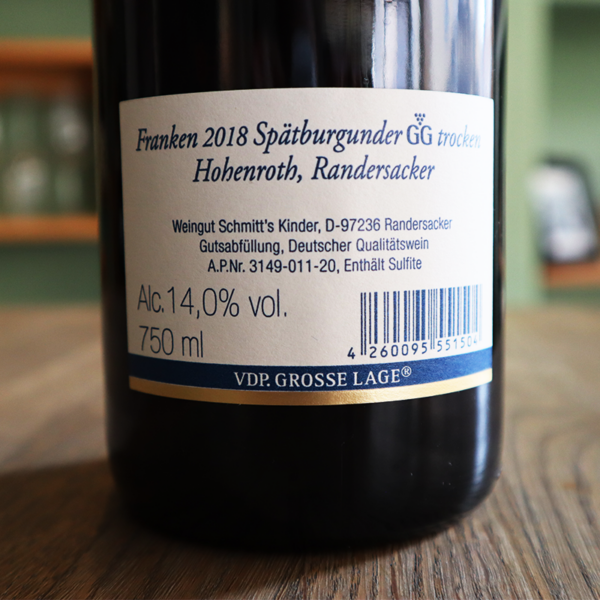 Franken 2018 Spätburgunder GG trocken
Hohenroth, Randersacker
Weingut Schmitt's Kinder, D-97236 Randersacker
Gutsabfüllung, Deutscher Qualitätswein
A.P.Nr. 3149-011-20, Enthält Sulfite
Alc.14,0% vol.
750 ml
4 260095 551504
VDP. GROSSE LAGE®